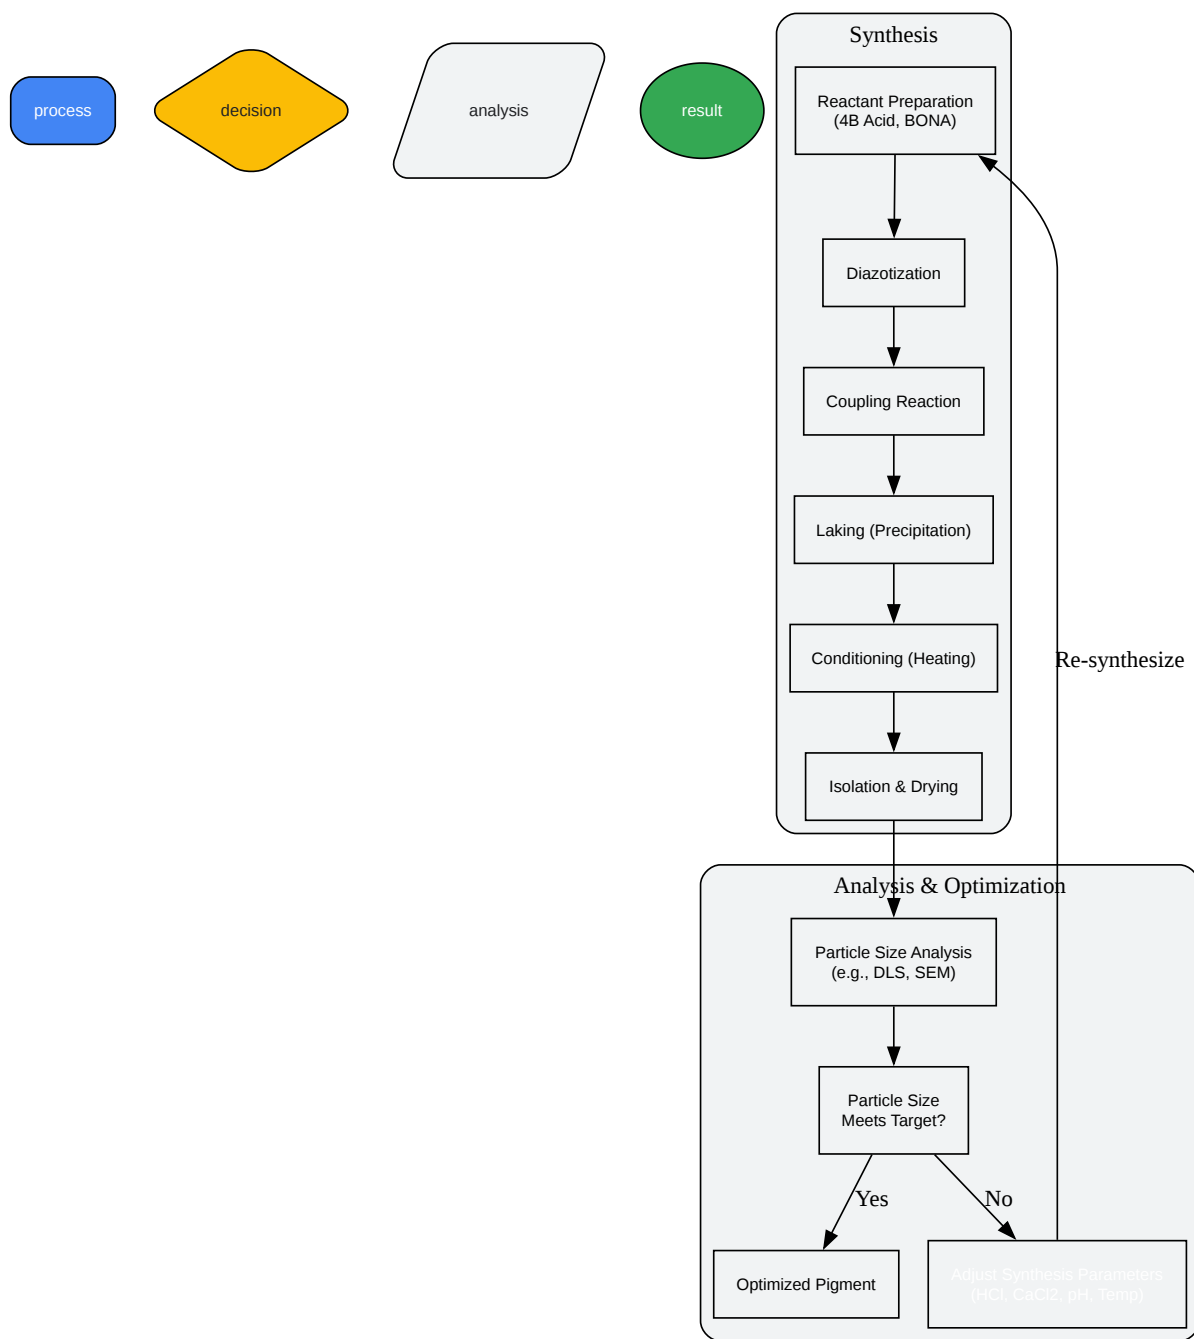 process
decision
analysis
result
Synthesis
Reactant Preparation
(4B Acid, BONA)
Diazotization
Coupling Reaction
Laking (Precipitation)
Conditioning (Heating)
Re-synthesize
Isolation & Drying
Analysis & Optimization
Particle Size Analysis
(e.g., DLS, SEM)
Particle Size
Meets Target?
Yes
No
Optimized Pigment
Adjust Synthesis Parameters
(HCl, CaCl2, pH, Temp)